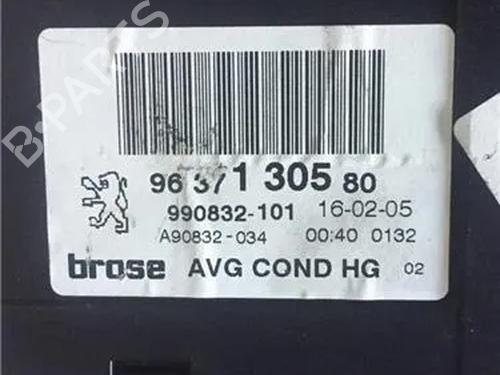 B-PARTS
96 371 305 80
990832-101 16-02-05
A90832-034 00:40 0132
brose AVG COND HG 02